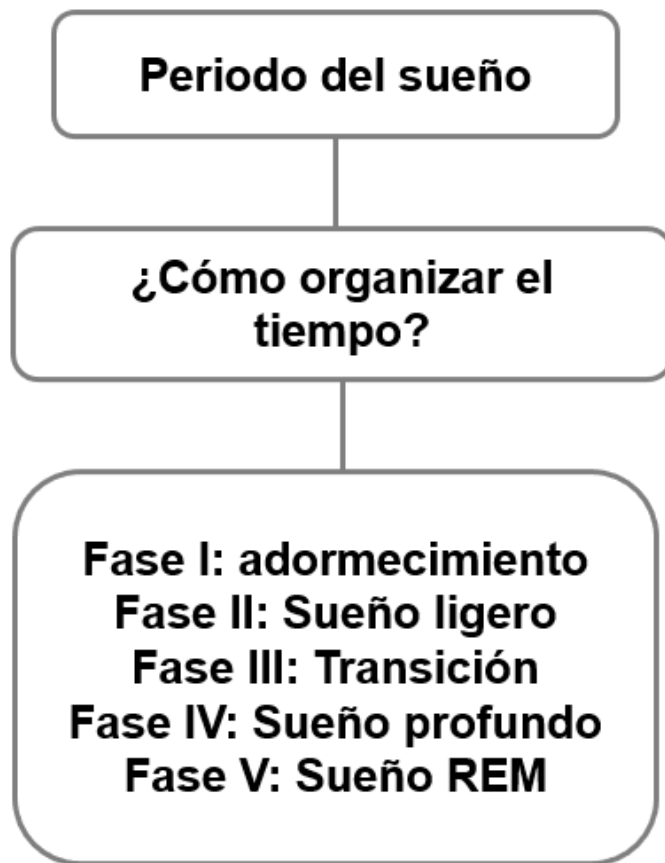 Periodo del sueño
¿Cómo organizar el
tiempo?
Fase I: adormecimiento
Fase II: Sueño ligero
Fase III: Transición
Fase IV: Sueño profundo
Fase V: Sueño REM